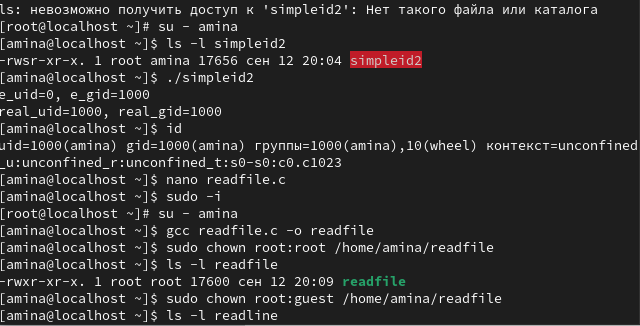 ls: невозможно получить доступ к 'simpleid2': Нет такого файла или каталога
[root@localhost ~]# su - amina
[amina@localhost ~]$ ls -l simpleid2
-rwsr-xr-x. 1 root amina 17656 сен 12 20:04 simpleid2
[amina@localhost ~]$ ./simpleid2
e_uid=0, e_gid=1000
real_uid=1000, real_gid=1000
[amina@localhost ~]$ id
uid=1000(amina) gid=1000(amina) группы=1000(amina),10(wheel) контекст=unconfined
_u:unconfined_r:unconfined_t:s0-s0:c0.c1023
[amina@localhost ~]$ nano readfile.c
[amina@localhost ~]$ sudo -i
[root@localhost ~]# su - amina
[amina@localhost ~]$ gcc readfile.c -o readfile
[amina@localhost ~]$ sudo chown root:root /home/amina/readfile
[amina@localhost ~]$ ls -l readfile
-rwxr-xr-x. 1 root root 17600 сен 12 20:09 readfile
[amina@localhost ~]$ sudo chown root:guest /home/amina/readfile
[amina@localhost ~]$ ls -l readline